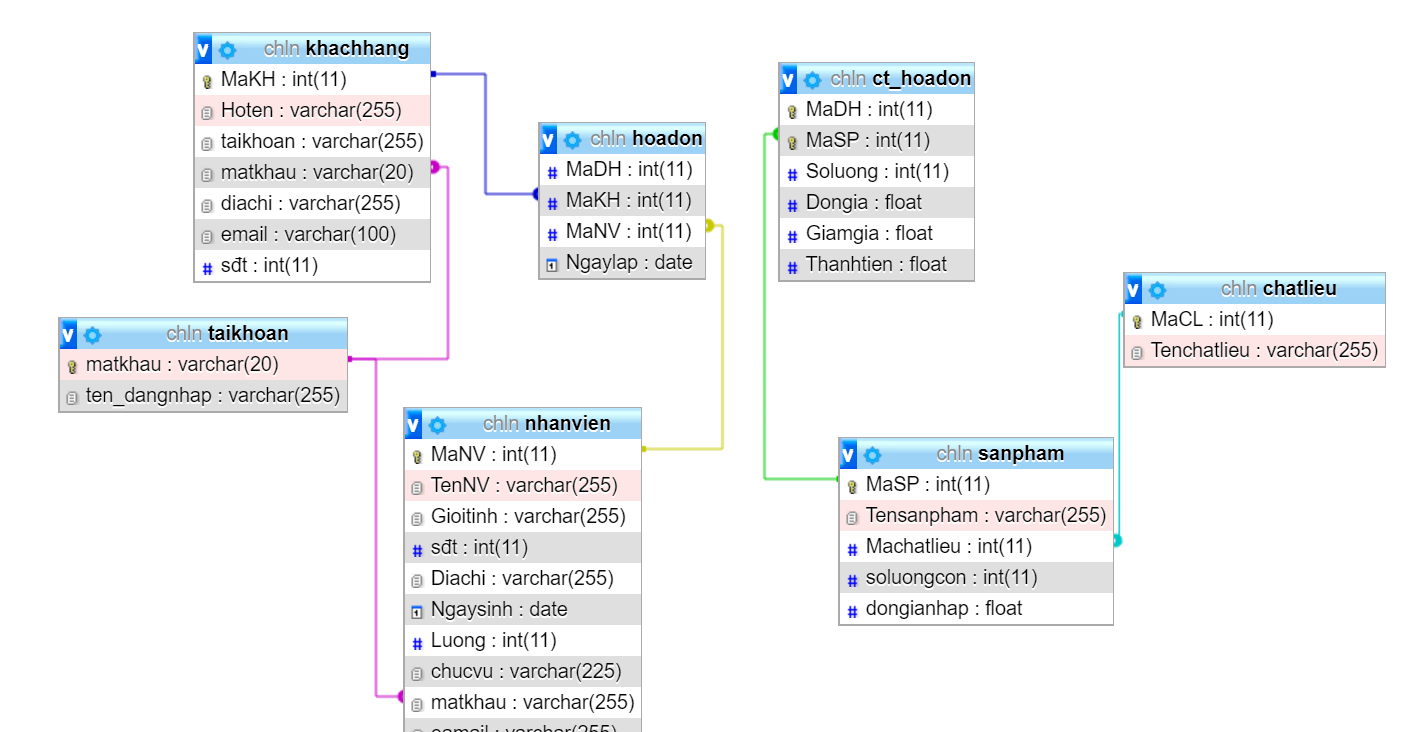 chln khachhang
MaKH : int(11)
Hoten : varchar(255)
taikhoan : varchar(255)
matkhau : varchar(20)
diachi : varchar(255)
email : varchar(100)
sđt : int(11)
chln hoadon
MaDH : int(11)
MaKH : int(11)
MaNV : int(11)
Ngaylap : date
chln ct_hoadon
MaDH : int(11)
MaSP : int(11)
Soluong : int(11)
Dongia : float
Giamgia : float
Thanhtien : float
chln chatlieu
MaCL : int(11)
Tenchatlieu : varchar(255)
chln taikhoan
matkhau : varchar(20)
ten_dangnhap : varchar(255)
chln nhanvien
MaNV : int(11)
TenNV : varchar(255)
Gioitinh : varchar(255)
sđt : int(11)
Diachi : varchar(255)
Ngaysinh : date
Luong : int(11)
chucvu : varchar(225)
matkhau : varchar(255)
eamail : varchar(255)
chln sanpham
MaSP : int(11)
Tensanpham : varchar(255)
Machatlieu : int(11)
soluongcon : int(11)
dongianhap : float